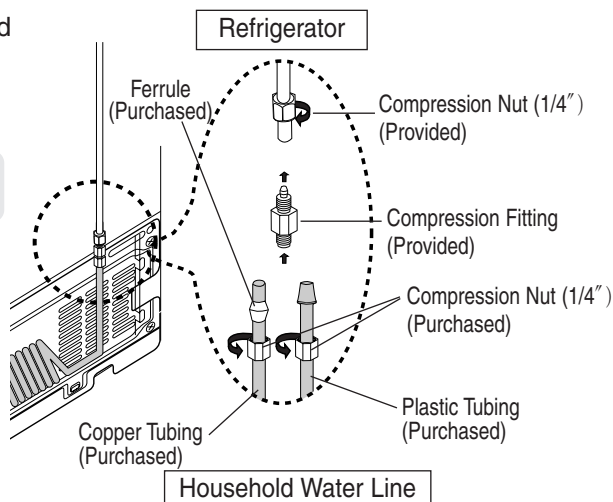 d
Refrigerator
Ferrule
(Purchased)
Compression Nut (1/4″)
(Provided)
Compression Fitting
(Provided)
Compression Nut (1/4″)
(Purchased)
Plastic Tubing
(Purchased)
Copper Tubing
(Purchased)
Household Water Line